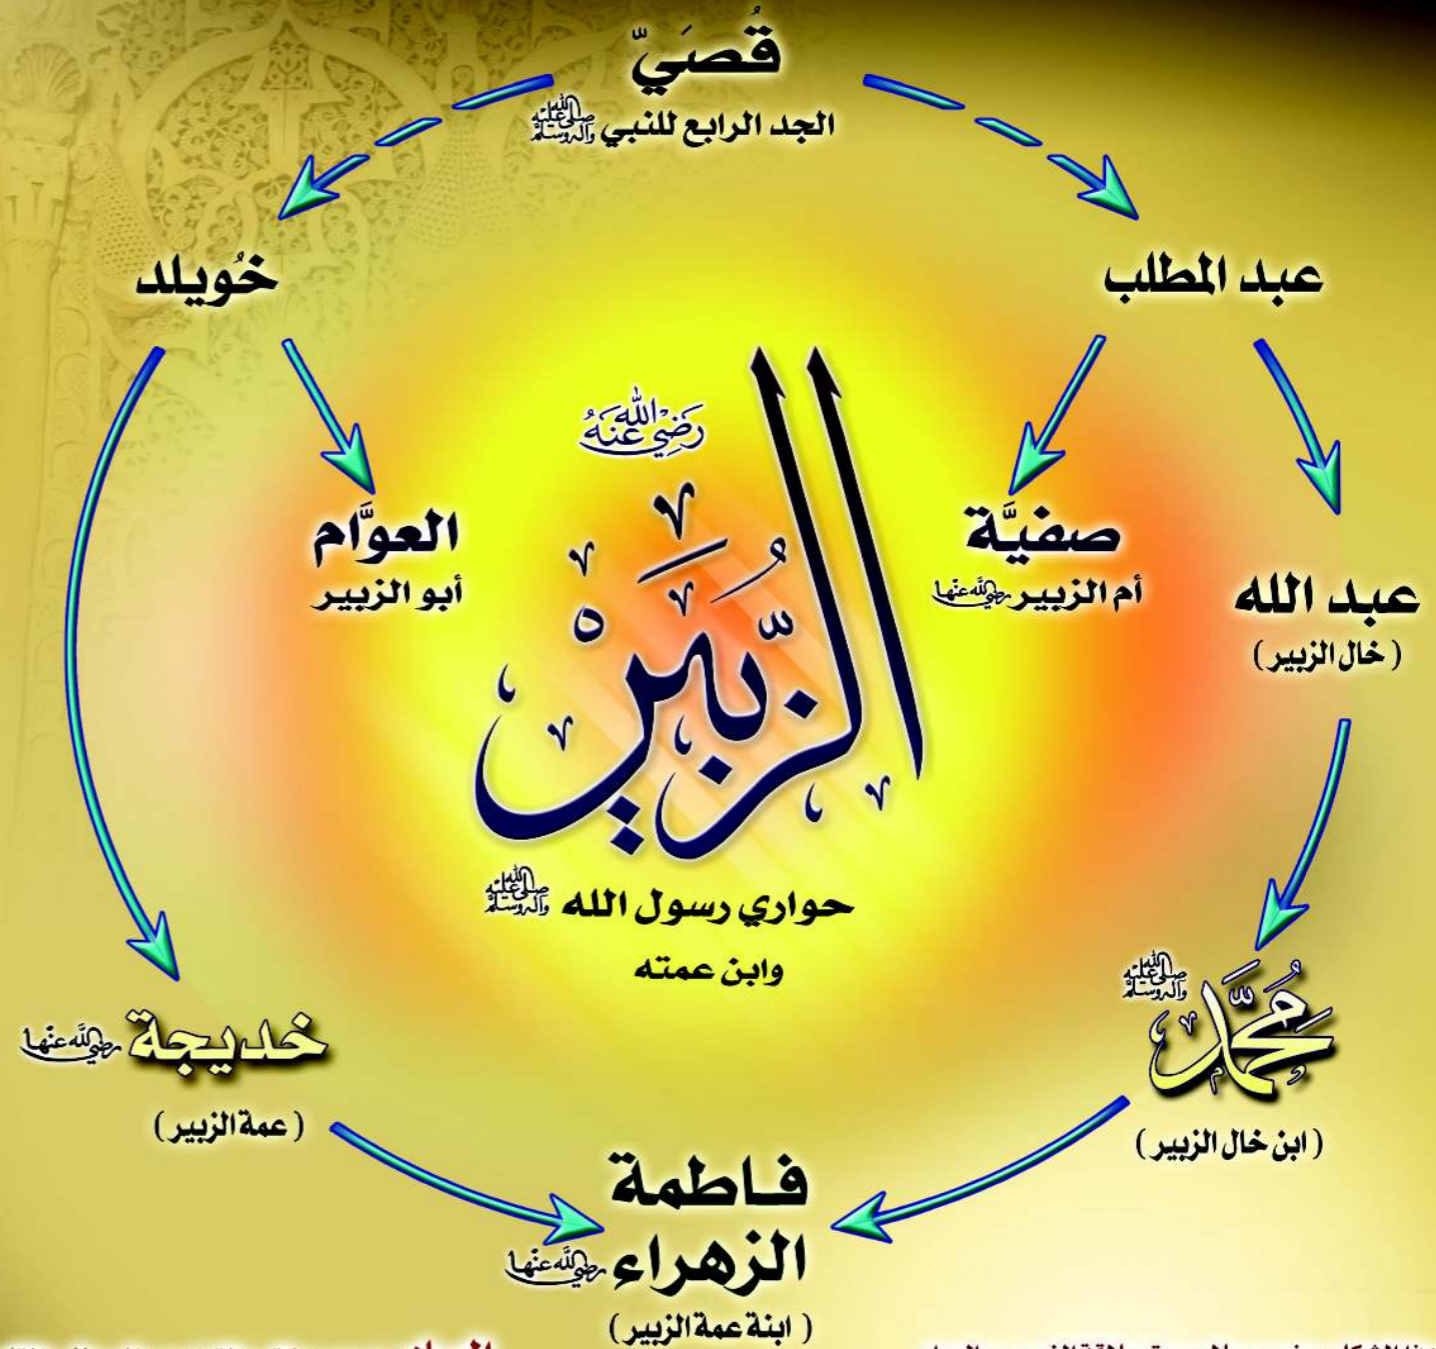 قُصَيّ
الجد الرابع للنبي صلى الله عليه وآله وسلم
عبد المطلب
خُويلد
رَضِيَ اللهُ عَنْهُ
الزُّبَيْر
صفيَّة
أم الزبير رضي الله عنها
العوَّام
أبو الزبير
عبد الله
(خال الزبير)
حواري رسول الله صلى الله عليه وآله وسلم
وابن عمته
مُحَمَّد صلى الله عليه وآله وسلم
(ابن خال الزبير)
خديجة رضي الله عنها
(عمة الزبير)
فاطمة
الزهراء رضي الله عنها
(ابنة عمة الزبير)